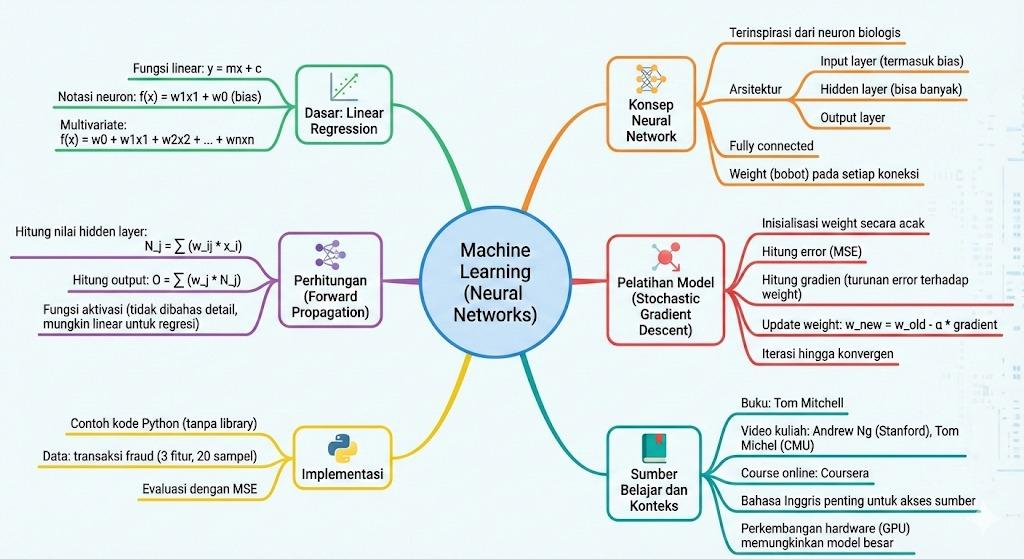 Machine
Learning
(Neural
Networks)
Dasar: Linear
Regression
Fungsi linear: y = mx + c
Notasi neuron: f(x) = w1x1 + w0 (bias)
Multivariate:
f(x) = w0 + w1x1 + w2x2 + ... + wnxn
Perhitungan
(Forward
Propagation)
Hitung nilai hidden layer:
N_j = ∑ (w_ij * x_i)
Hitung output: O = ∑ (w_j * N_j)
Fungsi aktivasi (tidak dibahas detail,
mungkin linear untuk regresi)
Implementasi
Contoh kode Python (tanpa library)
Data: transaksi fraud (3 fitur, 20 sampel)
Evaluasi dengan MSE
Konsep
Neural
Network
Terinspirasi dari neuron biologis
Arsitektur
Input layer (termasuk bias)
Hidden layer (bisa banyak)
Output layer
Fully connected
Weight (bobot) pada setiap koneksi
Pelatihan Model
(Stochastic
Gradient
Descent)
Inisialisasi weight secara acak
Hitung error (MSE)
Hitung gradien (turunan error terhadap
weight)
Update weight: w_new = w_old - α * gradient
Iterasi hingga konvergen
Sumber
Belajar dan
Konteks
Buku: Tom Mitchell
Video kuliah: Andrew Ng (Stanford), Tom
Michel (CMU)
Course online: Coursera
Bahasa Inggris penting untuk akses sumber
Perkembangan hardware (GPU)
memungkinkan model besar